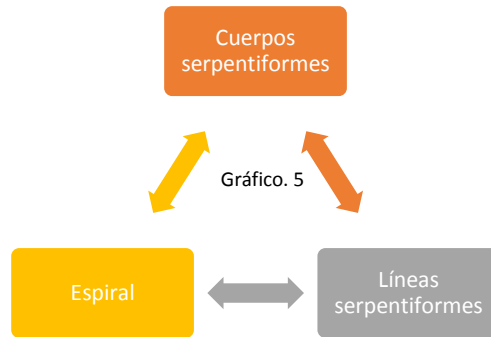 Cuerpos
serpentiformes
Gráfico. 5
Espiral
Líneas
serpentiformes